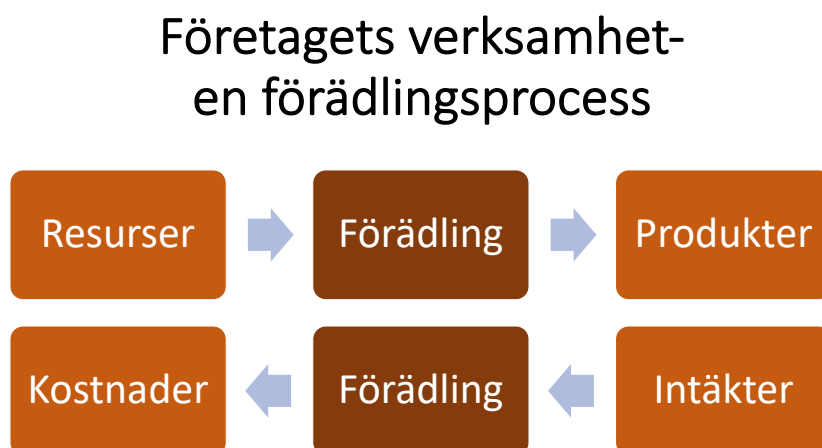 Företagets verksamhet-
en förädlingsprocess
Resurser
Förädling
Produkter
Kostnader
Förädling
Intäkter